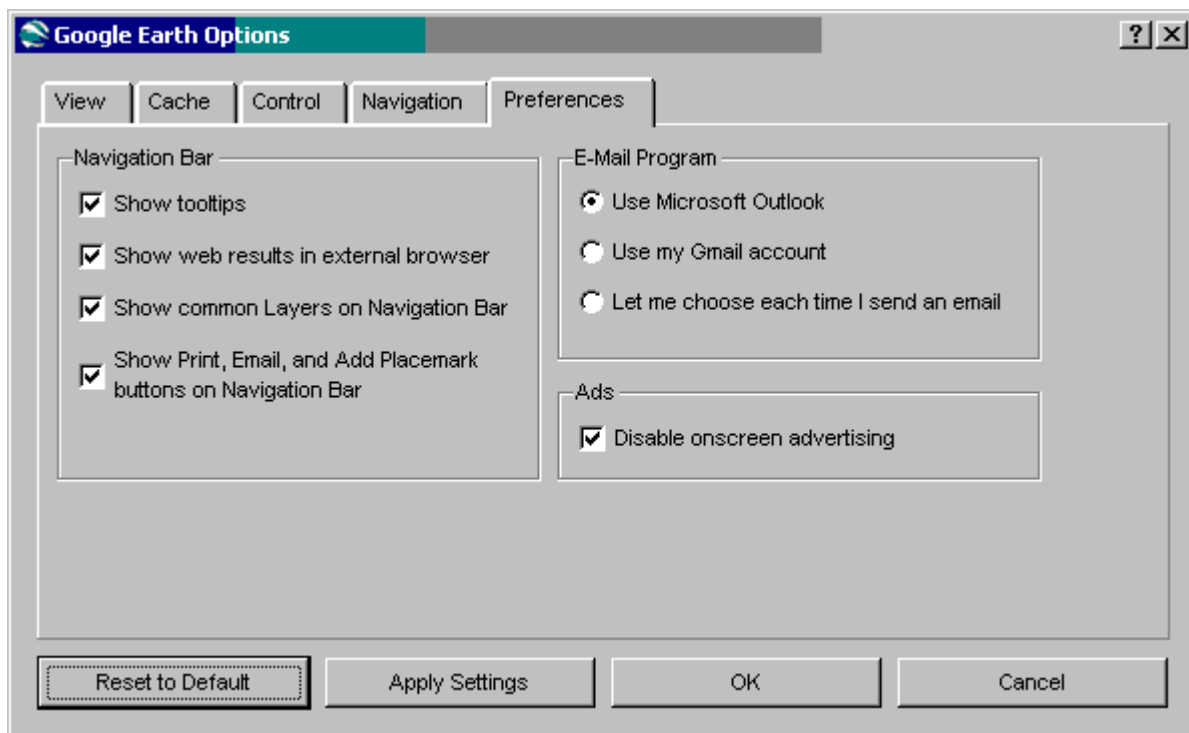 Google Earth Options
?
View
Cache
Control
Navigation
Preferences
Navigation Bar
Show tooltips
Show web results in external browser
Show common Layers on Navigation Bar
Show Print, Email, and Add Placemark
buttons on Navigation Bar
E-Mail Program
Use Microsoft Outlook
Use my Gmail account
Let me choose each time I send an email
Ads
Disable onscreen advertising
Reset to Default
Apply Settings
OK
Cancel